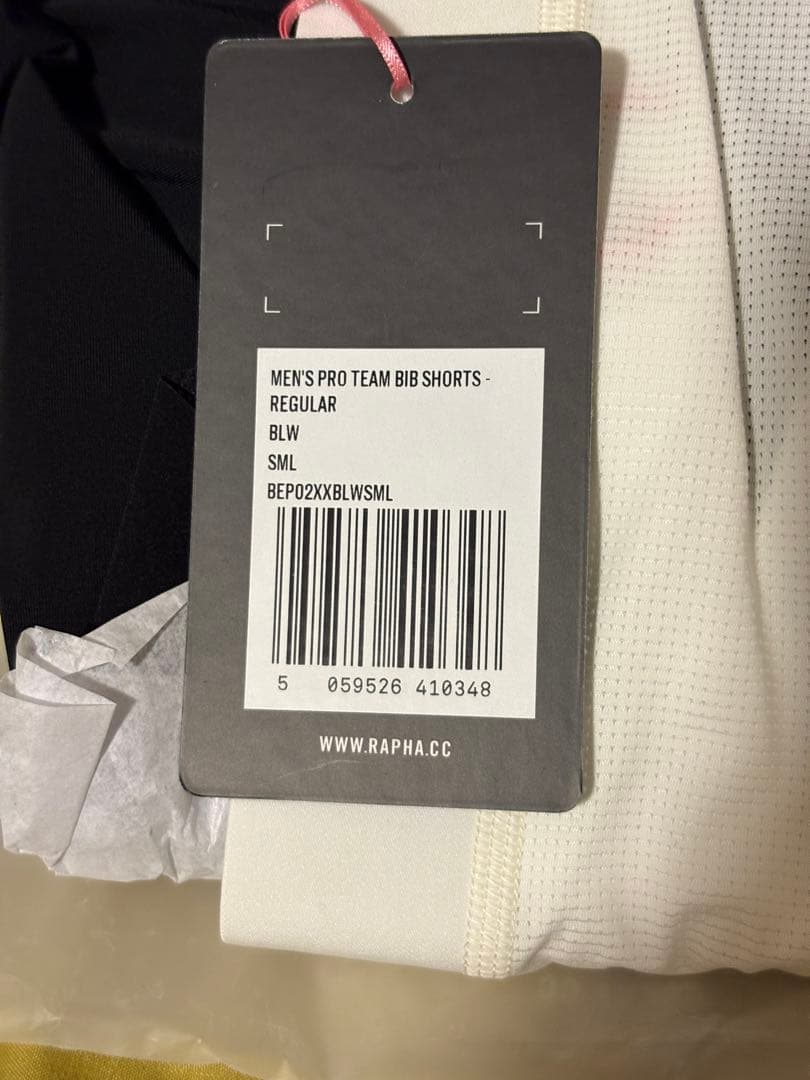 MEN'S PRO TEAM BIB SHORTS -
REGULAR
BLW
SML
BEP02XXBLWSML
5 059526 410348
WWW.RAPHA.CC